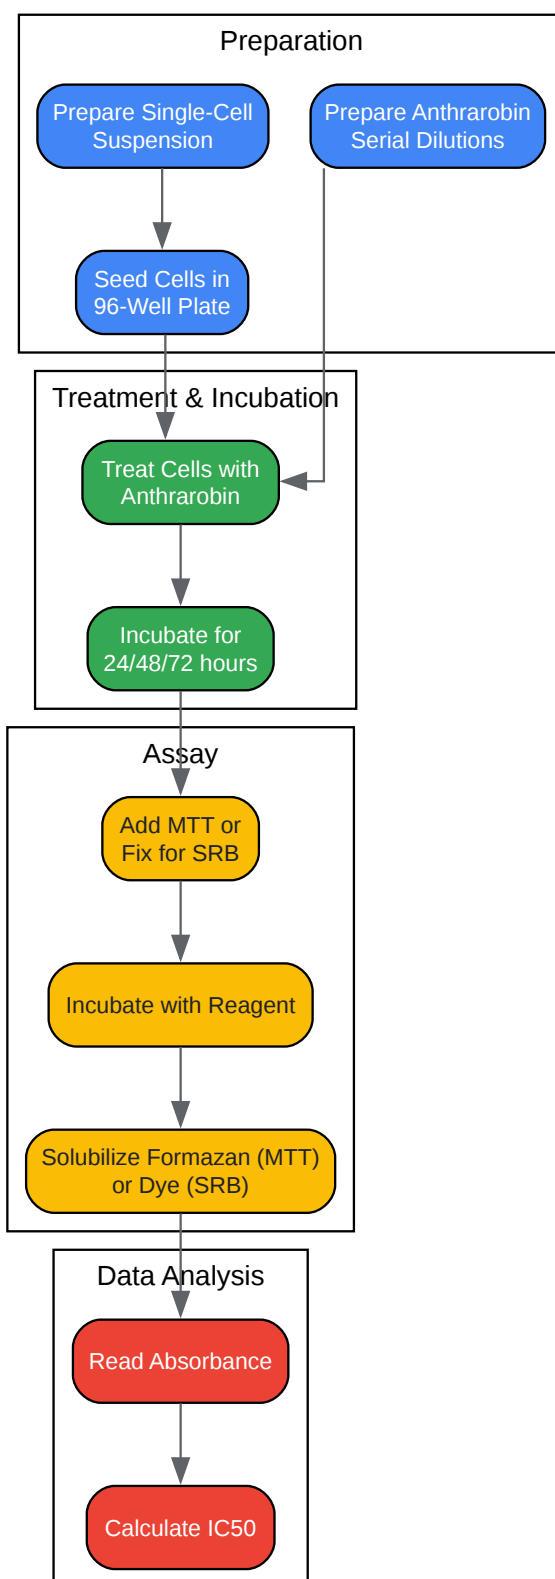 Preparation
Prepare Single-Cell
Suspension
Prepare Anthrarobin
Serial Dilutions
Seed Cells in
96-Well Plate
Treatment & Incubation
Treat Cells with
Anthrarobin
Incubate for
24/48/72 hours
Assay
Add MTT or
Fix for SRB
Incubate with Reagent
Solubilize Formazan (MTT)
or Dye (SRB)
Data Analysis
Read Absorbance
Calculate IC50